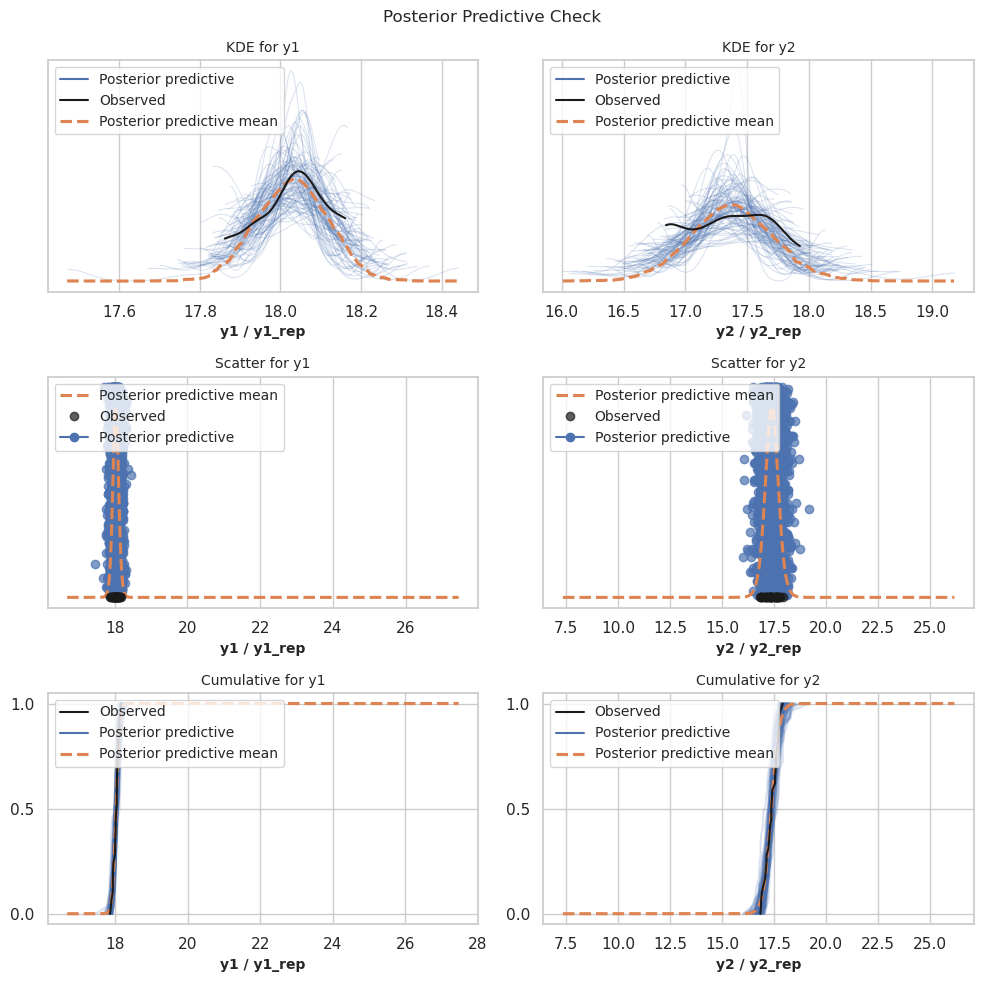 Posterior Predictive Check
KDE for y1
Posterior predictive
Observed
Posterior predictive mean
17.6 17.8 18.0 18.2 18.4
y1 / y1_rep
KDE for y2
Posterior predictive
Observed
Posterior predictive mean
16.0 16.5 17.0 17.5 18.0 18.5 19.0
y2 / y2_rep
Scatter for y1
Posterior predictive mean
Observed
Posterior predictive
18 20 22 24 26
y1 / y1_rep
Scatter for y2
Posterior predictive mean
Observed
Posterior predictive
7.5 10.0 12.5 15.0 17.5 20.0 22.5 25.0
y2 / y2_rep
Cumulative for y1
1.0
0.5
0.0
Observed
Posterior predictive
Posterior predictive mean
18 20 22 24 26 28
y1 / y1_rep
Cumulative for y2
1.0
0.5
0.0
Observed
Posterior predictive
Posterior predictive mean
7.5 10.0 12.5 15.0 17.5 20.0 22.5 25.0
y2 / y2_rep